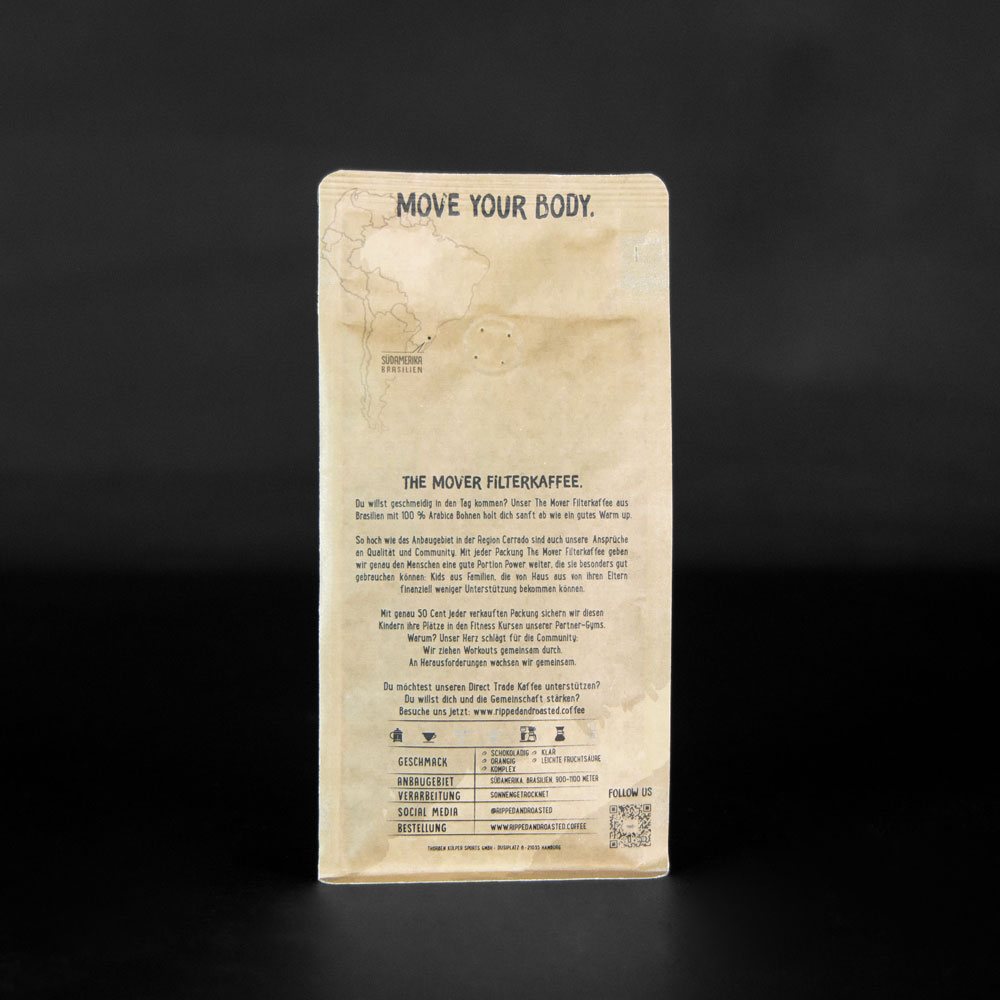 MOVE YOUR BODY.
SÜDAMERIKA
BRASILIEN
THE MOVER FILTERKAFFEE.
Du willst geschmeidig in den Tag kommen? Unser The Mover Filterkaffee aus
Brasilien mit 100 % Arabica Bohnen holt dich sanft ab wie ein gutes Warm up.
So hoch wie das Anbaugebiet in der Region Cerrado sind auch unsere Ansprüche
an Qualität und Community. Mit jeder Packung The Mover Filterkaffee geben
wir genau den Menschen eine gute Portion Power weiter, die sie besonders gut
gebrauchen können: Kids aus Familien, die von Haus aus von ihren Eltern
finanziell weniger Unterstützung bekommen können.
Mit genau 50 Cent jeder verkauften Packung sichern wir diesen
Kindern ihre Plätze in den Fitness Kursen unserer Partner-Gyms.
Warum? Unser Herz schlägt für die Community:
Wir ziehen Workouts gemeinsam durch.
An Herausforderungen wachsen wir gemeinsam.
Du möchtest unseren Direct Trade Kaffee unterstützen?
Du willst dich und die Gemeinschaft stärken?
Besuche uns jetzt: www.rippedandroasted.coffee
GESCHMACK
SCHOKOLADIG KLAR
ORANGIG LEICHTE FRUCHTSÄURE
KOMPLEX
ANBAUGEBIET SÜDAMERIKA, BRASILIEN, 900-1100 METER
VERARBEITUNG SONNENGETROCKNET
SOCIAL MEDIA @RIPPEDANDROASTED
BESTELLUNG WWW.RIPPEDANDROASTED.COFFEE
FOLLOW US
THORBEN KÜLPER SPORTS GMBH - 21033 HAMBURG